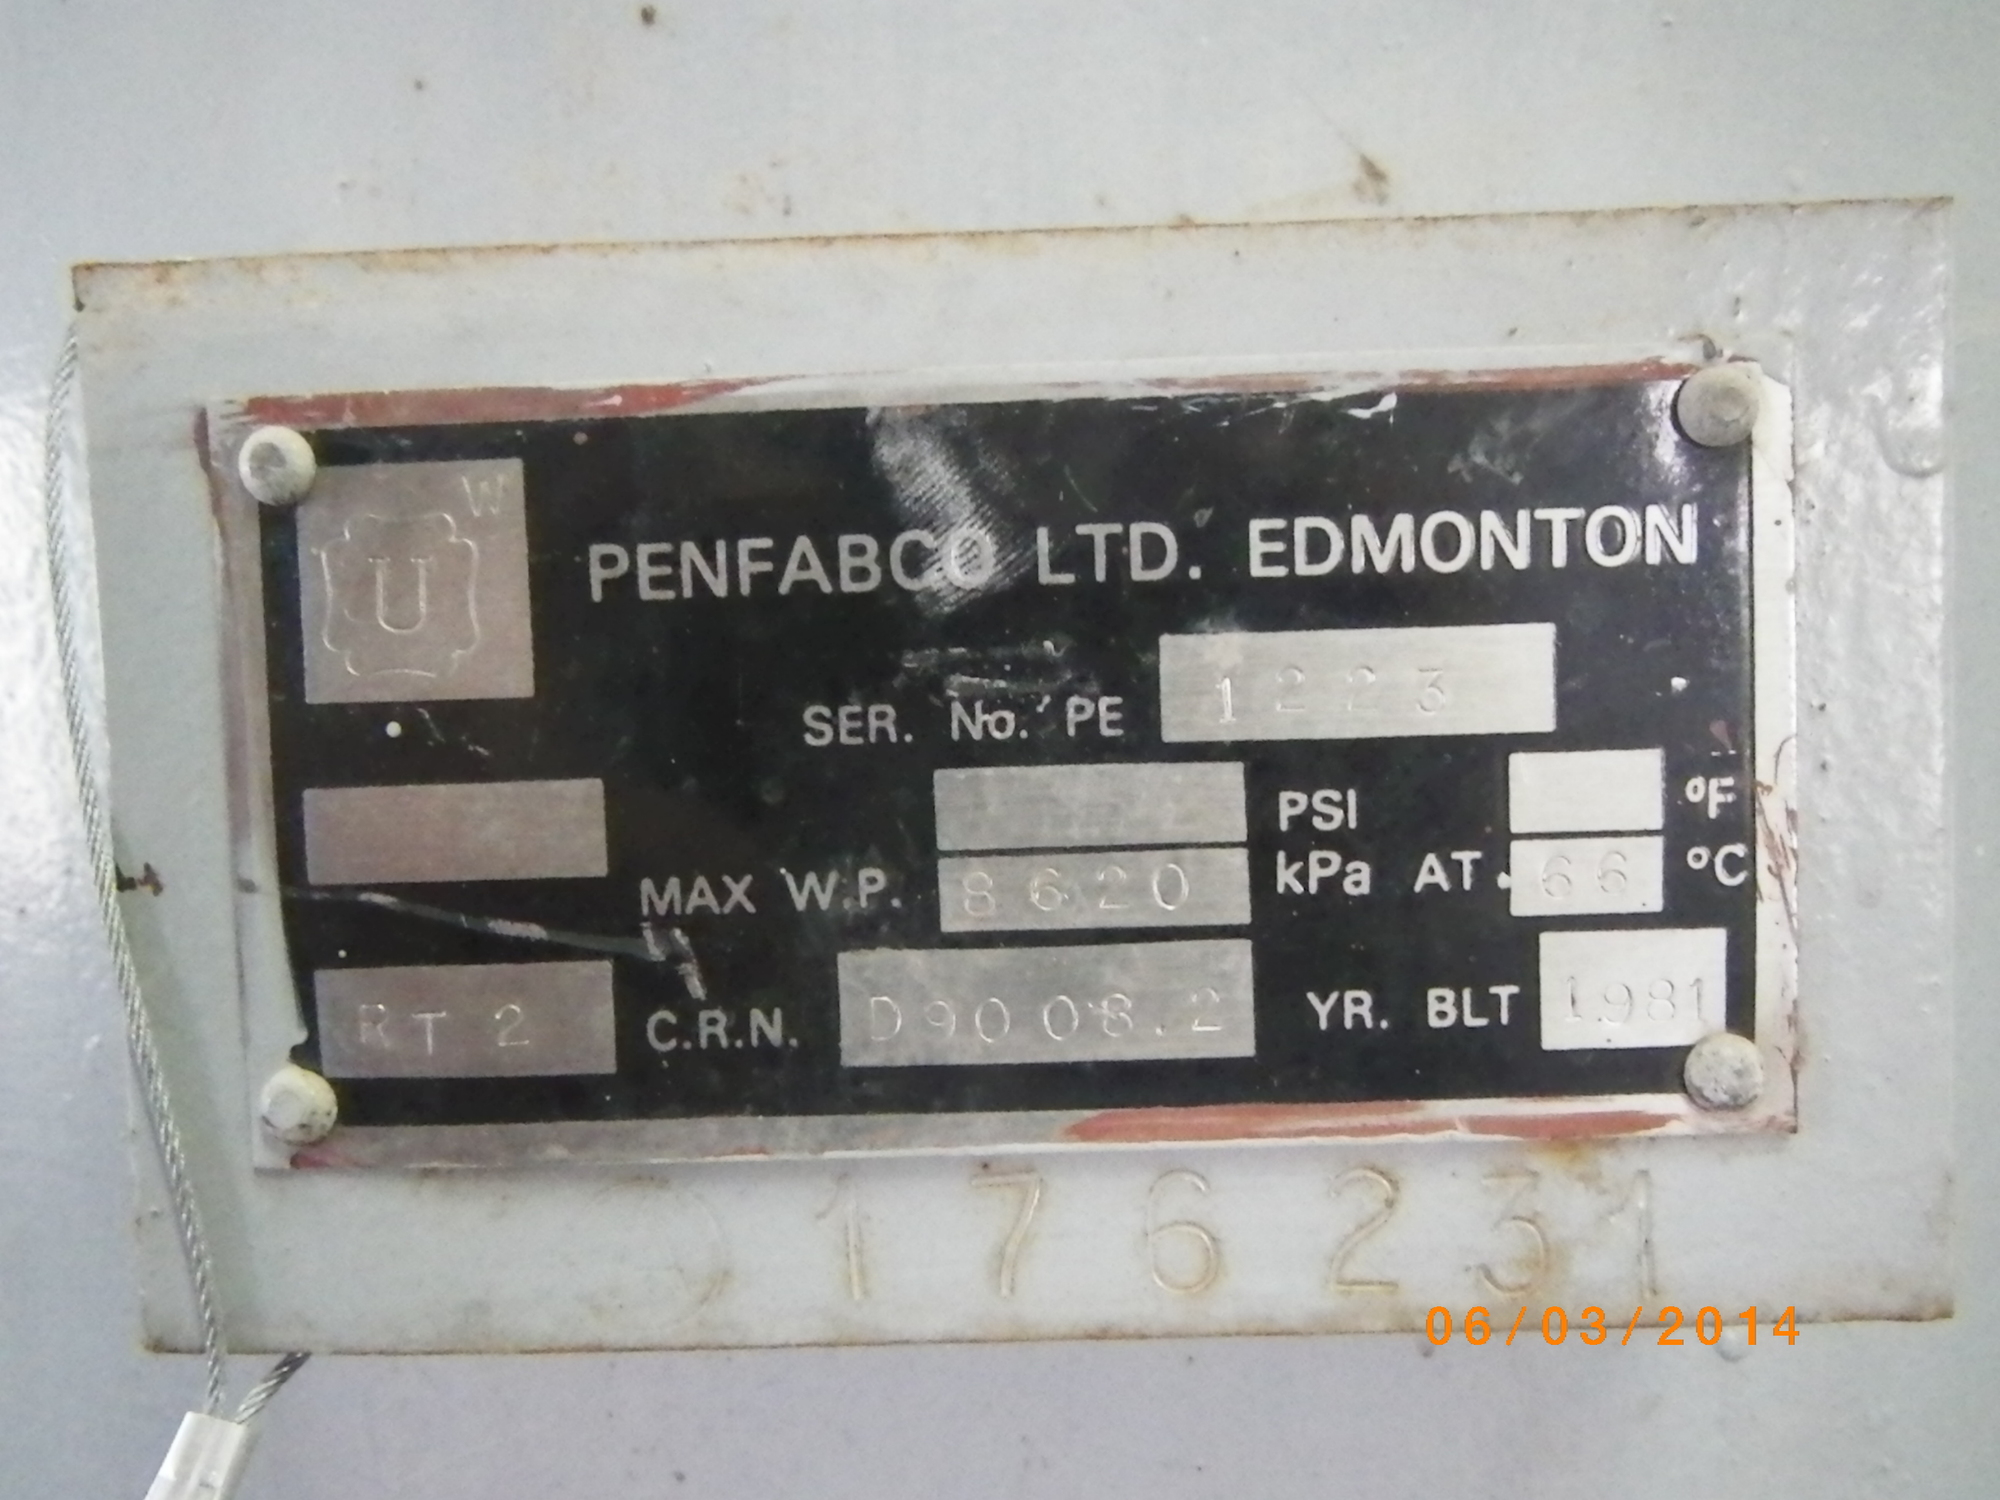 W
U
PENFABCO LTD. EDMONTON
SER. No. PE 1223
PSI °F
MAX W.P. 8620 kPa AT 66 °C
RT 2 C.R.N. D9008.2 YR. BLT 1981
176231
06/03/2014